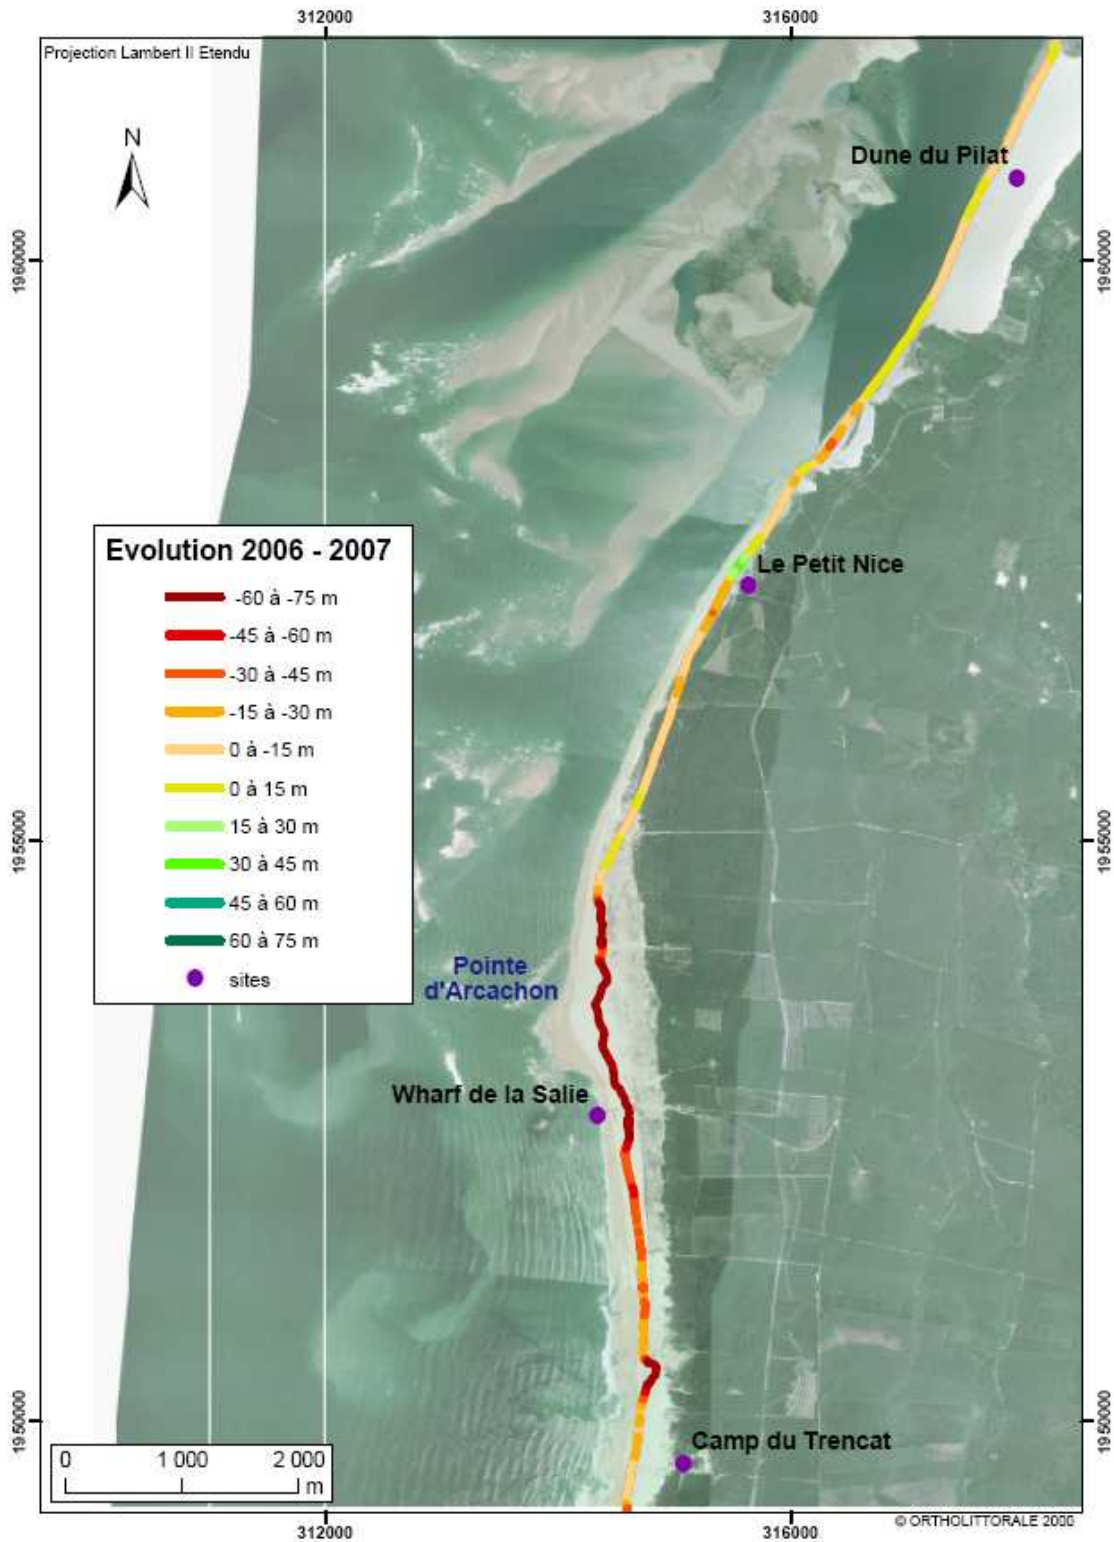 312000
316000
Projection Lambert II Etendu
N
Dune du Pilat
1960000
1960000
Evolution 2006 - 2007
-60 à -75 m
-45 à -60 m
-30 à -45 m
-15 à -30 m
0 à -15 m
0 à 15 m
15 à 30 m
30 à 45 m
45 à 60 m
60 à 75 m
sites
Le Petit Nice
1955000
1955000
Pointe
d'Arcachon
Wharf de la Salie
1950000
1950000
Camp du Trencat
0 1 000 2 000
m
© ORTHOLITTORALE 2000
312000
316000